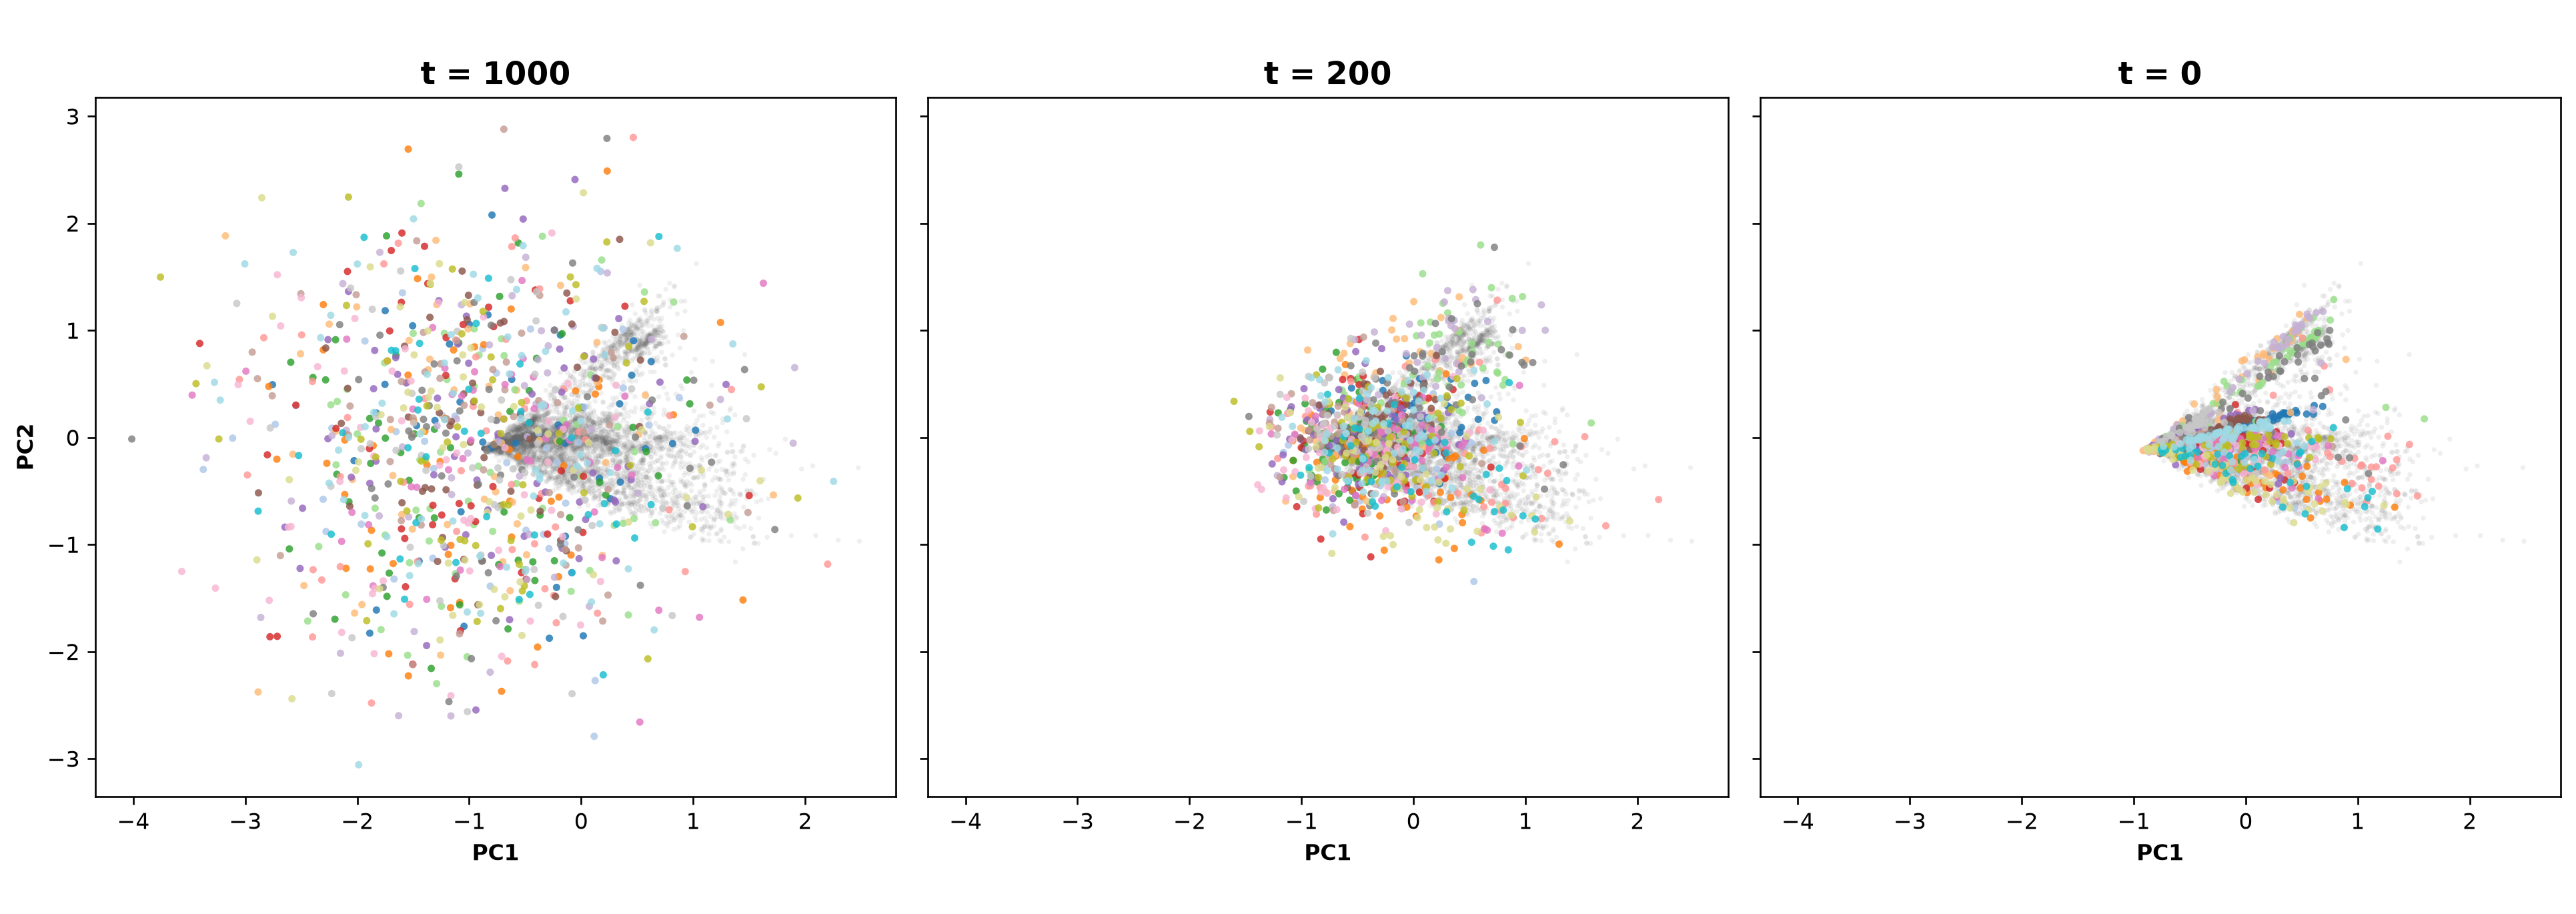 t = 1000
t = 200
t = 0
3
2
1
0
−1
−2
−3
PC2
−4 −3 −2 −1 0 1 2
−4 −3 −2 −1 0 1 2
−4 −3 −2 −1 0 1 2
PC1
PC1
PC1